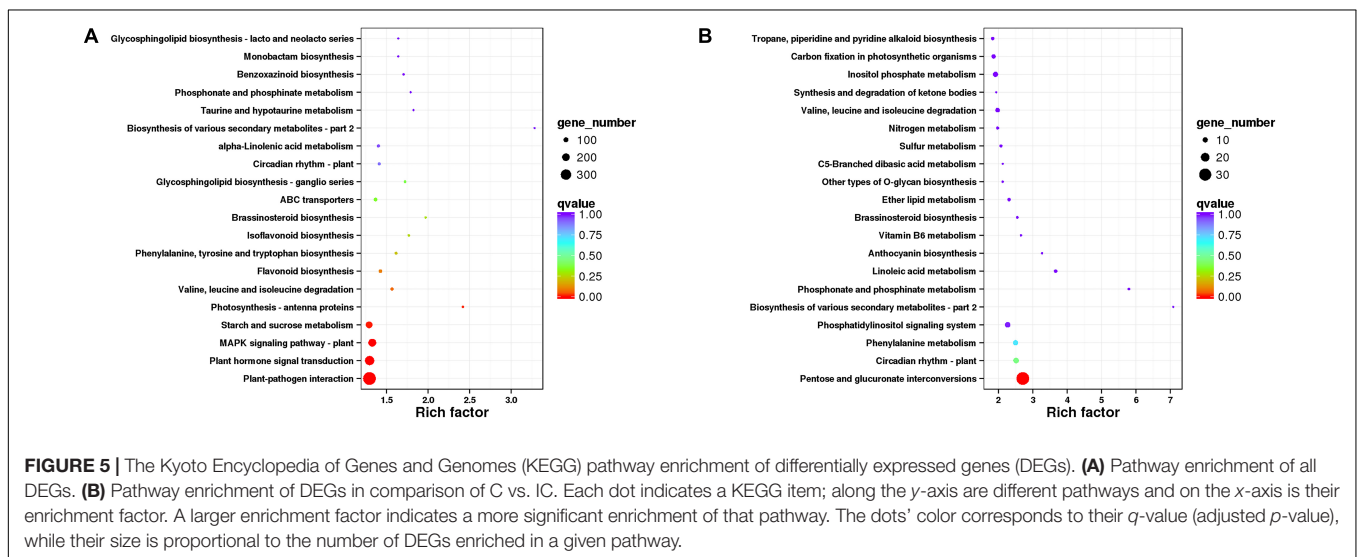 A
Glycosphingolipid biosynthesis - lacto and neolacto series
Monobactam biosynthesis
Benzoxazinoid biosynthesis
Phosphonate and phosphinate metabolism
Taurine and hypotaurine metabolism
Biosynthesis of various secondary metabolites - part 2
alpha-Linolenic acid metabolism
Circadian rhythm - plant
Glycosphingolipid biosynthesis - ganglio series
ABC transporters
Brassinosteroid biosynthesis
Isoflavonoid biosynthesis
Phenylalanine, tyrosine and tryptophan biosynthesis
Flavonoid biosynthesis
Valine, leucine and isoleucine degradation
Photosynthesis - antenna proteins
Starch and sucrose metabolism
MAPK signaling pathway - plant
Plant hormone signal transduction
Plant-pathogen interaction
1.5 2.0 2.5 3.0
Rich factor
gene_number
100
200
300
qvalue
1.00
0.75
0.50
0.25
0.00
B
Tropane, piperidine and pyridine alkaloid biosynthesis
Carbon fixation in photosynthetic organisms
Inositol phosphate metabolism
Synthesis and degradation of ketone bodies
Valine, leucine and isoleucine degradation
Nitrogen metabolism
Sulfur metabolism
C5-Branched dibasic acid metabolism
Other types of O-glycan biosynthesis
Ether lipid metabolism
Brassinosteroid biosynthesis
Vitamin B6 metabolism
Anthocyanin biosynthesis
Linoleic acid metabolism
Phosphonate and phosphinate metabolism
Biosynthesis of various secondary metabolites - part 2
Phosphatidylinositol signaling system
Phenylalanine metabolism
Circadian rhythm - plant
Pentose and glucuronate interconversions
2 3 4 5 6 7
Rich factor
gene_number
10
20
30
qvalue
1.00
0.75
0.50
0.25
0.00
FIGURE 5 | The Kyoto Encyclopedia of Genes and Genomes (KEGG) pathway enrichment of differentially expressed genes (DEGs). (A) Pathway enrichment of all
DEGs. (B) Pathway enrichment of DEGs in comparison of C vs. IC. Each dot indicates a KEGG item; along the y-axis are different pathways and on the x-axis is their
enrichment factor. A larger enrichment factor indicates a more significant enrichment of that pathway. The dots' color corresponds to their q-value (adjusted p-value),
while their size is proportional to the number of DEGs enriched in a given pathway.